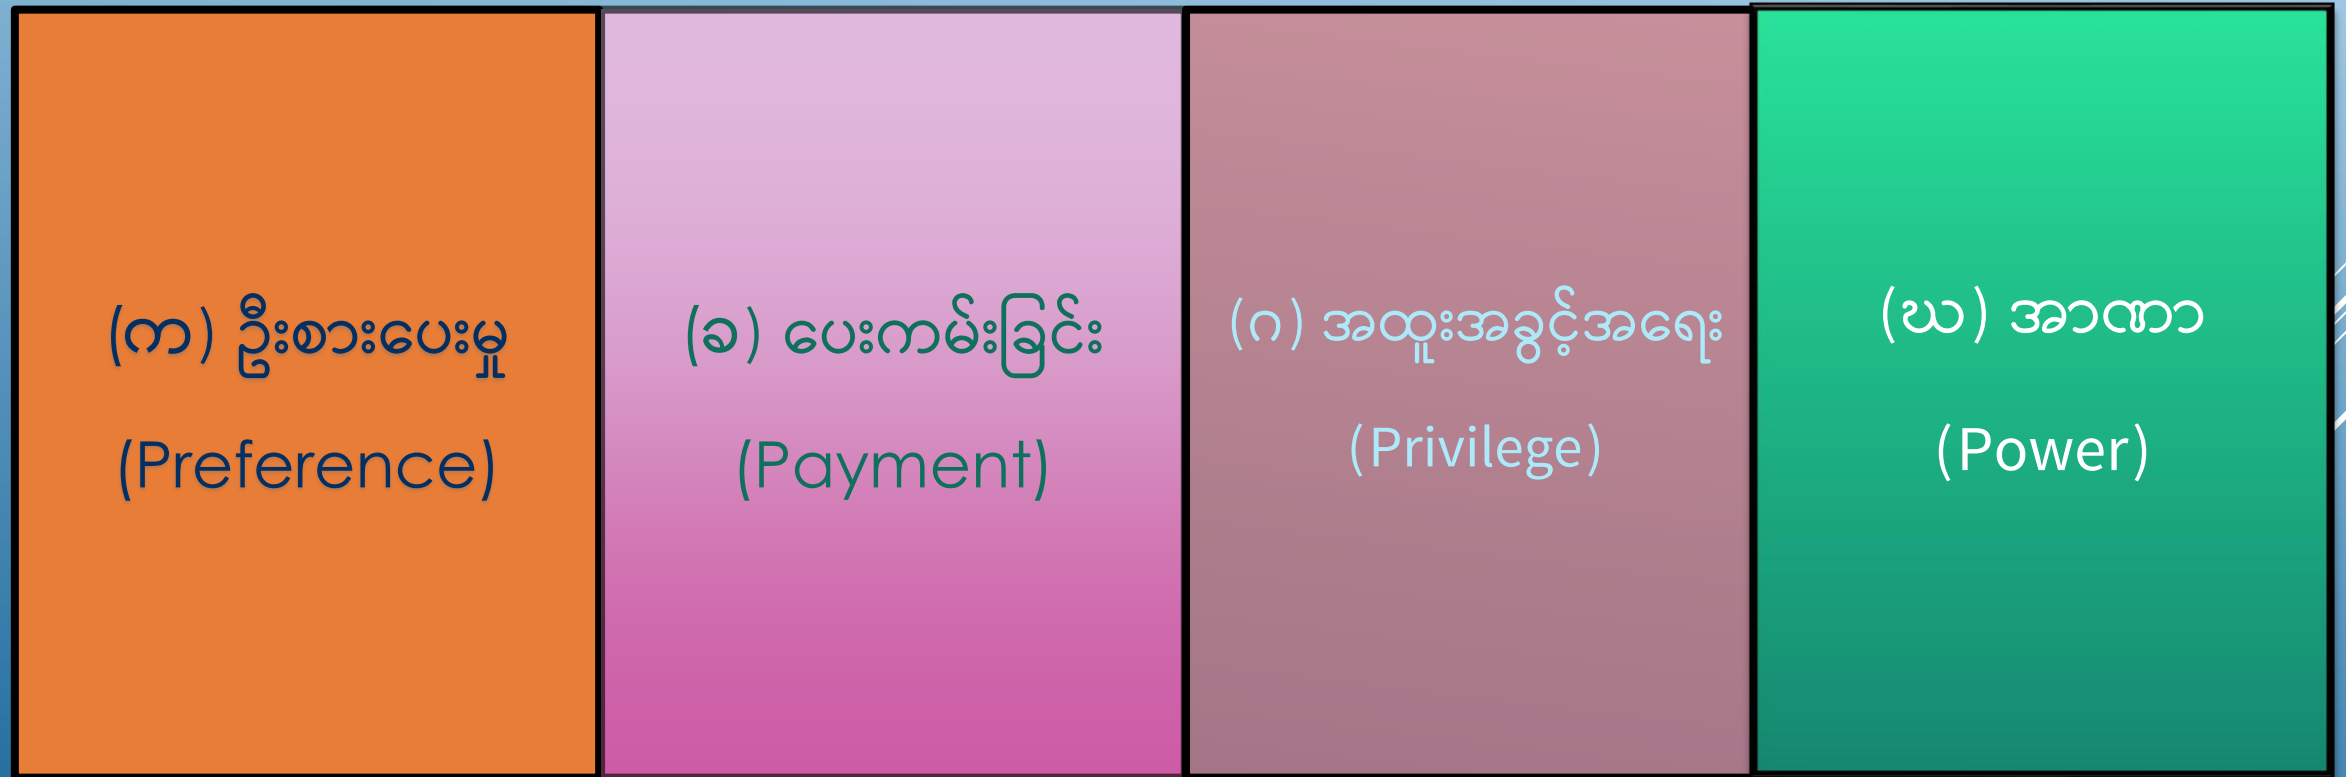 (က) ဦးစားပေးမှု
(Preference)
(ခ) ပေးကမ်းခြင်း
(Payment)
(ဂ) အထူးအခွင့်အရေး
(Privilege)
(ဃ) အာဏာ
(Power)